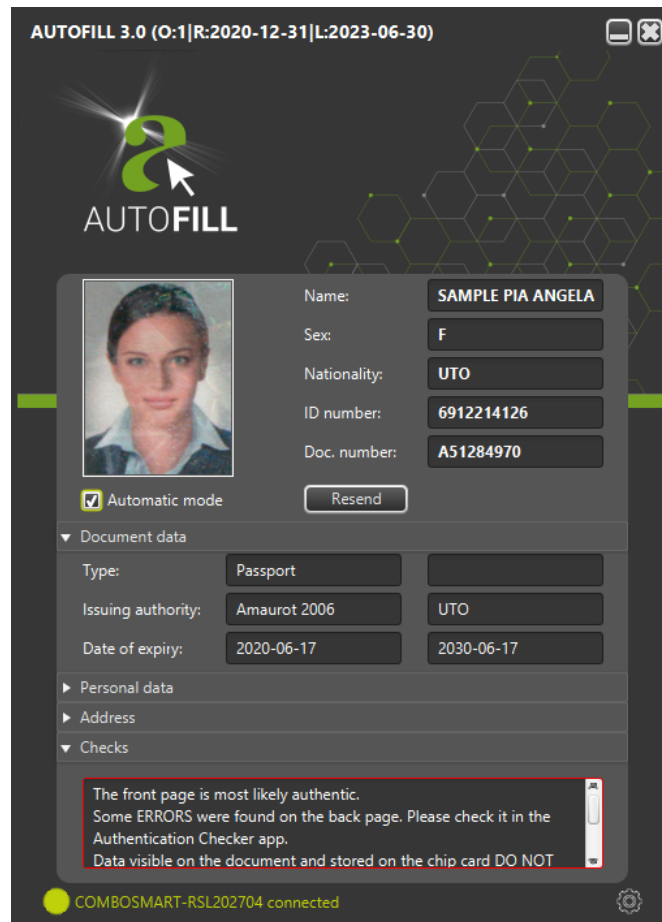 AUTOFILL 3.0 (O:1|R:2020-12-31|L:2023-06-30)
a
AUTOFILL
Name: SAMPLE PIA ANGELA
Sex: F
Nationality: UTO
ID number: 6912214126
Doc. number: A51284970
Automatic mode Resend
Document data
Type: Passport
Issuing authority: Amaurot 2006 UTO
Date of expiry: 2020-06-17 2030-06-17
Personal data
Address
Checks
The front page is most likely authentic.
Some ERRORS were found on the back page. Please check it in the
Authentication Checker app.
Data visible on the document and stored on the chip card DO NOT
COMBOSMART-RSL202704 connected